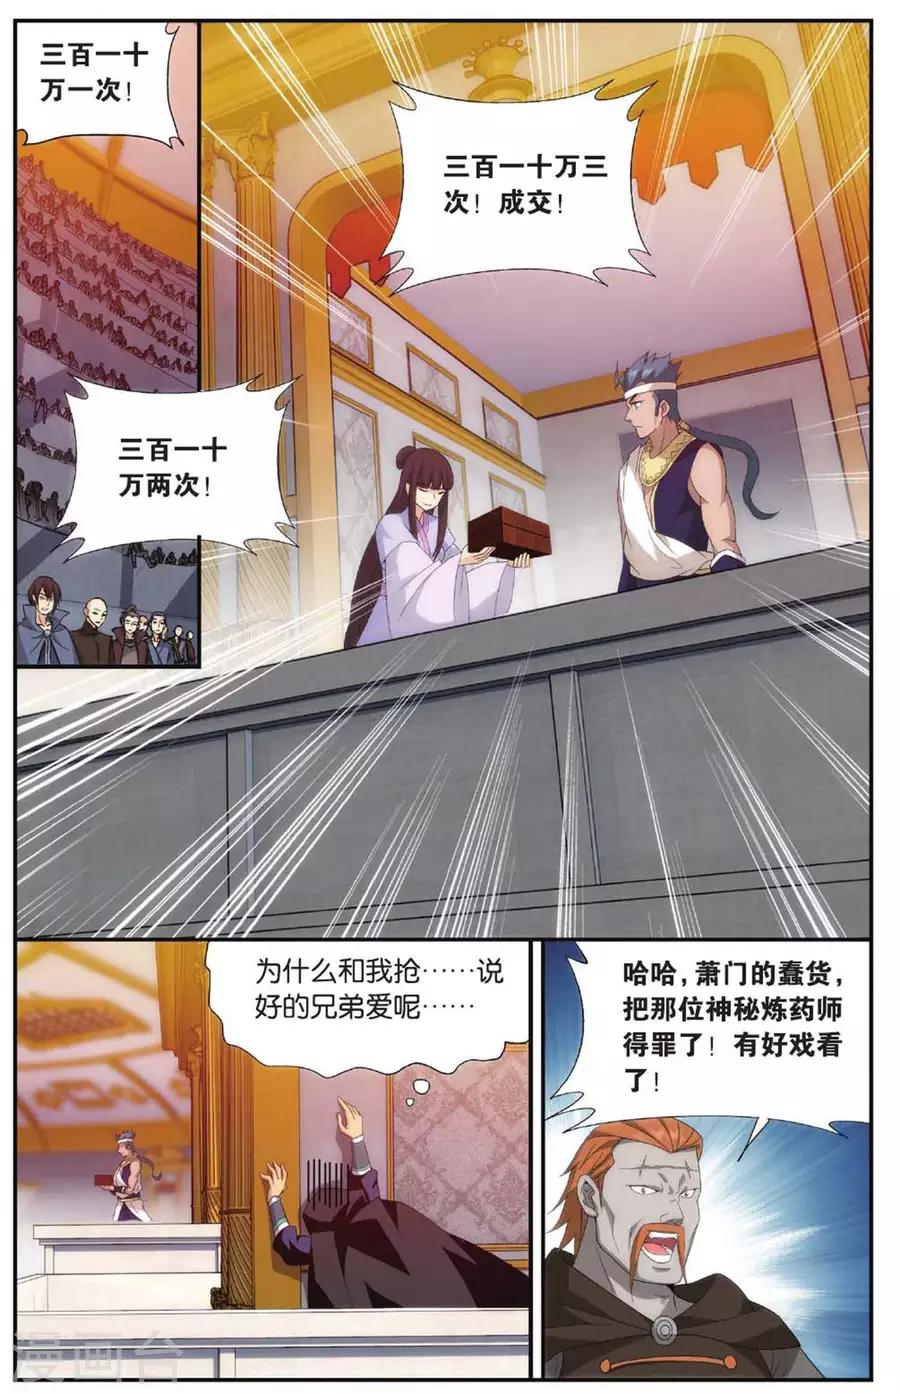 三百一十
万一次！
三百一十
万两次！
三百一十万三
次！成交！
为什么和我抢……说
好的兄弟爱呢……
哈哈，萧门的蠢货，
把那位神秘炼药师
得罪了！有好戏看
了！
漫画台